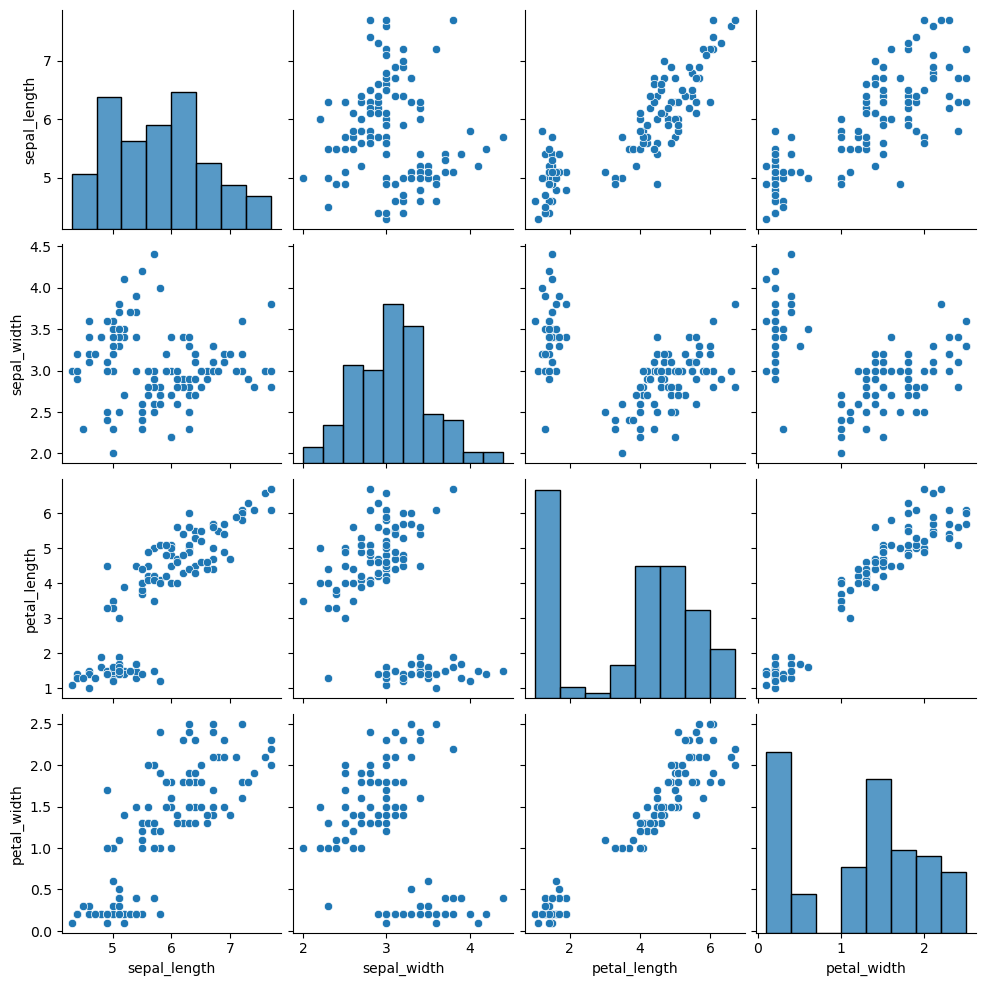 sepal_length
7
6
5
sepal_width
4.5
4.0
3.5
3.0
2.5
2.0
petal_length
6
5
4
3
2
1
petal_width
2.5
2.0
1.5
1.0
0.5
0.0
5 6 7
2 3 4
2 4 6
0 1 2
sepal_length
sepal_width
petal_length
petal_width